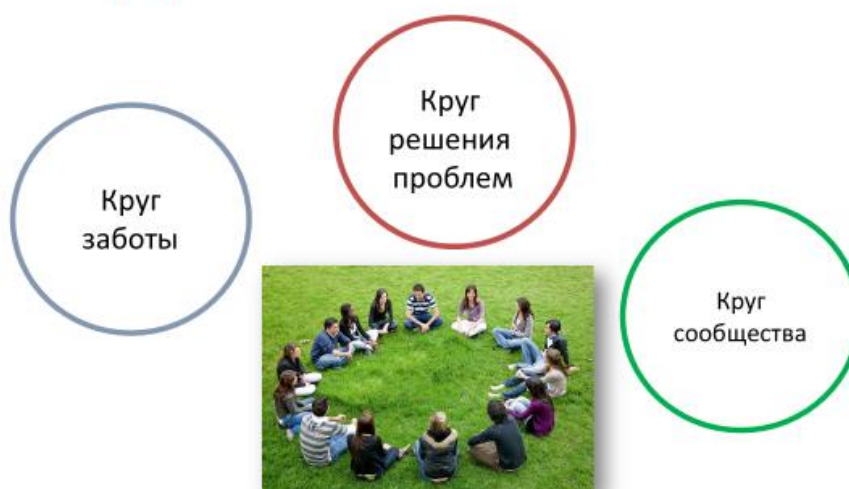 Круг
заботы
Круг
решения
проблем
Круг
сообщества